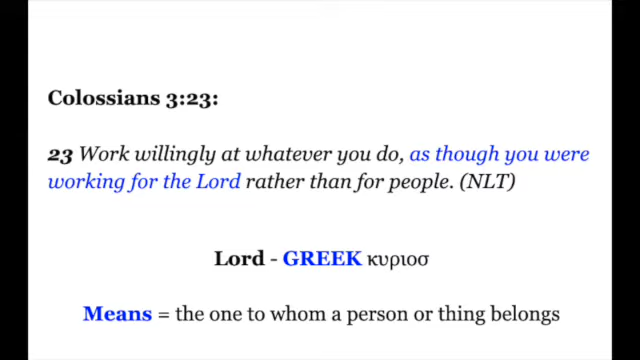 Colossians 3:23:
23 Work willingly at whatever you do, as though you were
working for the Lord rather than for people. (NLT)
Lord - GREEK κυριοσ
Means = the one to whom a person or thing belongs